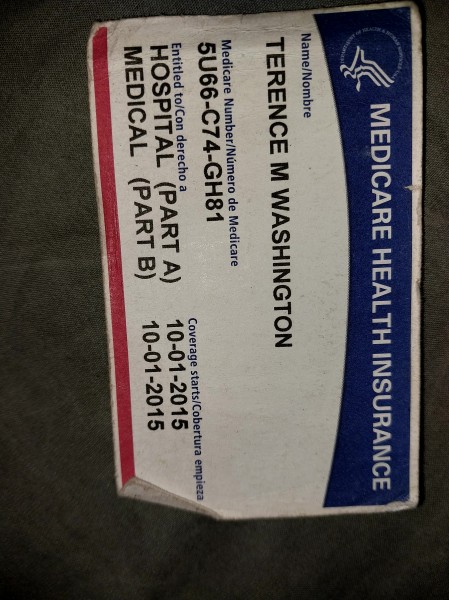 MEDICARE HEALTH INSURANCE
Name/Nombre
TERENCE M WASHINGTON
Medicare Number/Número de Medicare
5U66-C74-GH81
Entitled to/Con derecho a
HOSPITAL (PART A)
MEDICAL (PART B)
Coverage starts/Cobertura empieza
10-01-2015
10-01-2015